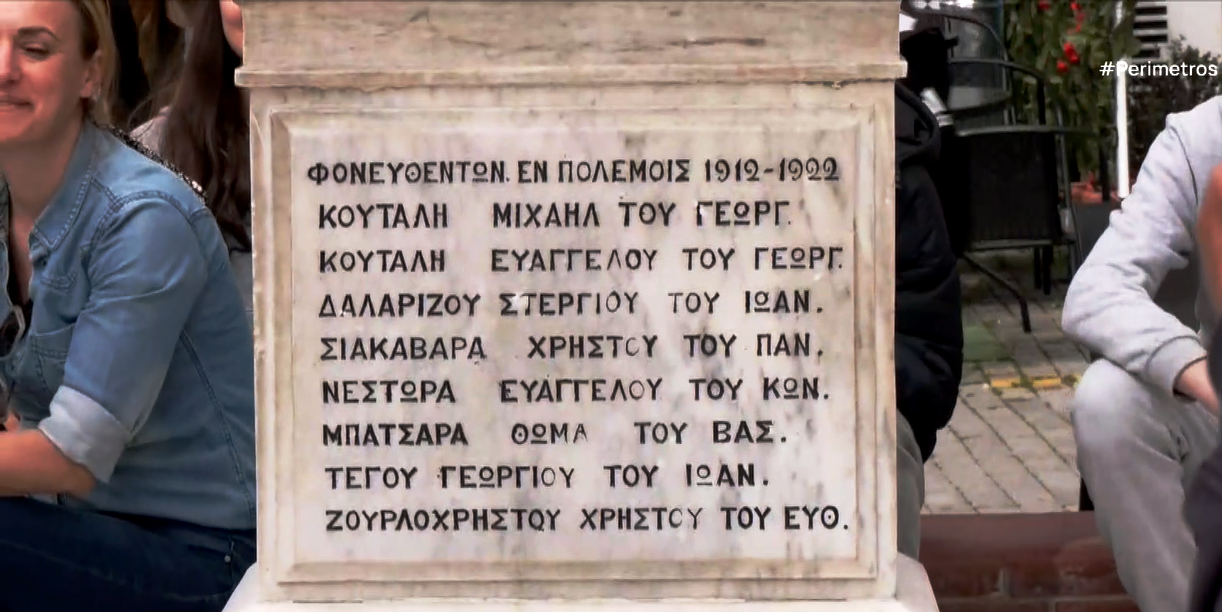 #Perimetros
ΦΟΝΕΥΘΕΝΤΩΝ. ΕΝ ΠΟΛΕΜΟΙΣ 1912-1922
ΚΟΥΤΑΛΗ ΜΙΧΑΗΛ ΤΟΥ ΓΕΩΡΓ.
ΚΟΥΤΑΛΗ ΕΥΑΓΓΕΛΟΥ ΤΟΥ ΓΕΩΡΓ.
ΔΑΛΑΡΙΖΟΥ ΣΤΕΡΓΙΟΥ ΤΟΥ ΙΩΑΝ.
ΣΙΑΚΑΒΑΡΑ ΧΡΗΣΤΟΥ ΤΟΥ ΠΑΝ.
ΝΕΣΤΩΡΑ ΕΥΑΓΓΕΛΟΥ ΤΟΥ ΚΩΝ.
ΜΠΑΤΣΑΡΑ ΘΩΜΑ ΤΟΥ ΒΑΣ.
ΤΕΓΟΥ ΓΕΩΡΓΙΟΥ ΤΟΥ ΙΩΑΝ.
ΖΟΥΡΛΟΧΡΗΣΤΟΥ ΧΡΗΣΤΟΥ ΤΟΥ ΕΥΘ.